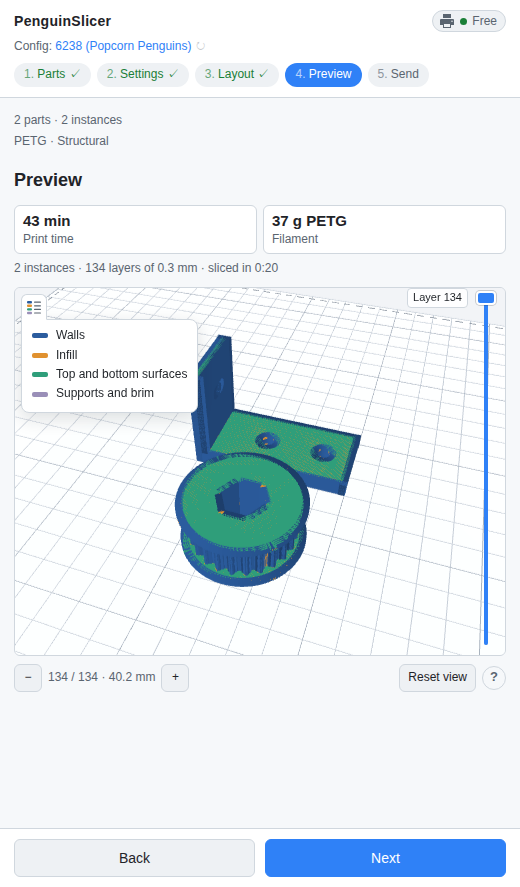 PenguinSlicer
Free
Config: 6238 (Popcorn Penguins)
1. Parts ✓
2. Settings ✓
3. Layout ✓
4. Preview
5. Send
2 parts · 2 instances
PETG · Structural
Preview
43 min
Print time
37 g PETG
Filament
2 instances · 134 layers of 0.3 mm · sliced in 0:20
Layer 134
Walls
Infill
Top and bottom surfaces
Supports and brim
−
134 / 134 · 40.2 mm
+
Reset view
?
Back
Next